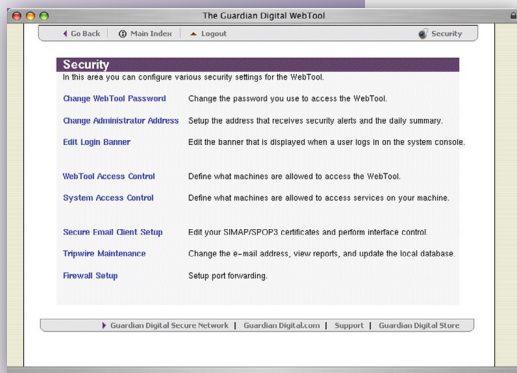 The Guardian Digital WebTool
Go Back Main Index Logout Security
Security
In this area you can configure various security settings for the WebTool.
Change WebTool Password Change the password you use to access the WebTool.
Change Administrator Address Setup the address that receives security alerts and the daily summary.
Edit Login Banner Edit the banner that is displayed when a user logs in on the system console.
WebTool Access Control Define what machines are allowed to access the WebTool.
System Access Control Define what machines are allowed to access services on your machine.
Secure Email Client Setup Edit your SIMAP/SPOP3 certificates and perform interface control.
Tripwire Maintenance Change the e-mail address, view reports, and update the local database.
Firewall Setup Setup port forwarding.
Guardian Digital Secure Network | Guardian Digital.com | Support | Guardian Digital Store